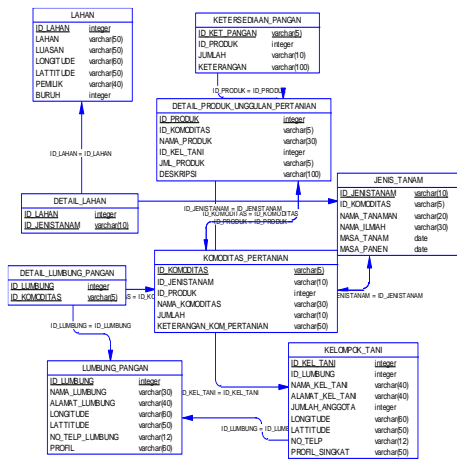 LAHAN
ID_LAHAN integer
LAHAN varchar(50)
LUASAN varchar(50)
LONGITUDE varchar(60)
LATTITUDE varchar(50)
PEMILIK varchar(40)
BURUH integer
KETERSEDIAAN_PANGAN
ID_KET_PANGAN varchar(5)
ID_PRODUK integer
JUMLAH varchar(10)
KETERANGAN varchar(100)
ID_PRODUK = ID_PRODUK
DETAIL_PRODUK_UNGGULAN_PERTANIAN
ID_PRODUK integer
ID_KOMODITAS varchar(5)
NAMA_PRODUK varchar(30)
ID_KEL_TANI integer
JML_PRODUK varchar(5)
DESKRIPSI varchar(100)
ID_LAHAN = ID_LAHAN
DETAIL_LAHAN
ID_LAHAN integer
ID_JENISTANAM varchar(10)
ID_JENISTANAM = ID_JENISTANAM
ID_KOMODITAS = ID_KOMODITAS
ID_PRODUK = ID_PRODUK
JENIS_TANAM
ID_JENISTANAM varchar(10)
ID_KOMODITAS varchar(5)
NAMA_TANAMAN varchar(20)
NAMA_ILMIAH varchar(30)
MASA_TANAM date
MASA_PANEN date
KOMODITAS_PERTANIAN
ID_KOMODITAS varchar(5)
ID_JENISTANAM varchar(10)
ID_PRODUK integer
NAMA_KOMODITAS varchar(30)
JUMLAH varchar(10)
KETERANGAN_KOM_PERTANIAN varchar(50)
DETAIL_LUMBUNG_PANGAN
ID_LUMBUNG integer
ID_KOMODITAS varchar(5)
ENISTANAM = ID_JENISTANAM
ID_LUMBUNG = ID_LUMBUNG
LUMBUNG_PANGAN
ID_LUMBUNG integer
NAMA_LUMBUNG varchar(30)
ALAMAT_LUMBUNG varchar(40)
LONGITUDE varchar(60)
LATTITUDE varchar(50)
NO_TELP_LUMBUNG varchar(12)
PROFIL varchar(60)
D_KEL_TANI = ID_KEL_TANI
ID_LUMBUNG = ID_LUME
KELOMPOK_TANI
ID_KEL_TANI integer
ID_LUMBUNG integer
NAMA_KEL_TANI varchar(40)
ALAMAT_KEL_TANI varchar(40)
JUMLAH_ANGGOTA integer
LONGITUDE varchar(60)
LATTITUDE varchar(50)
NO_TELP varchar(12)
PROFIL_SINGKAT varchar(50)